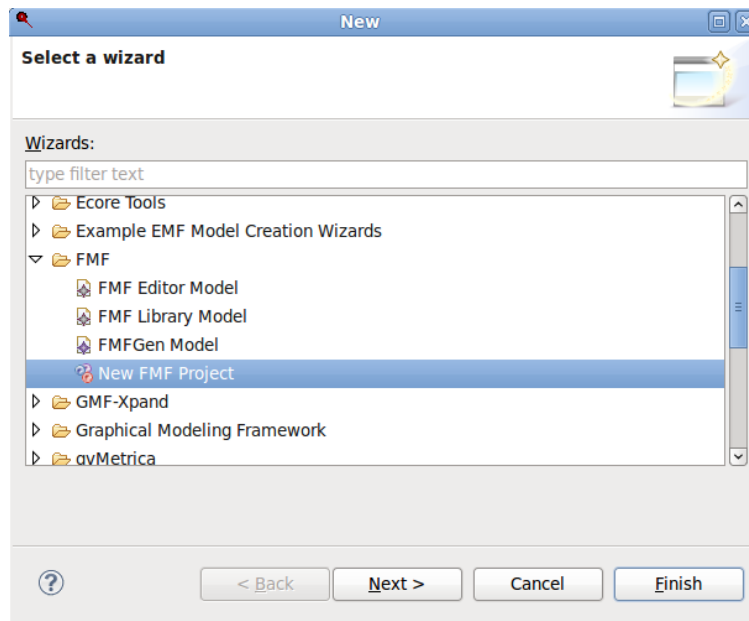 New
Select a wizard
Wizards:
type filter text
Ecore Tools
Example EMF Model Creation Wizards
FMF
FMF Editor Model
FMF Library Model
FMFGen Model
New FMF Project
GMF-Xpand
Graphical Modeling Framework
gvMetrica
< Back Next > Cancel Finish